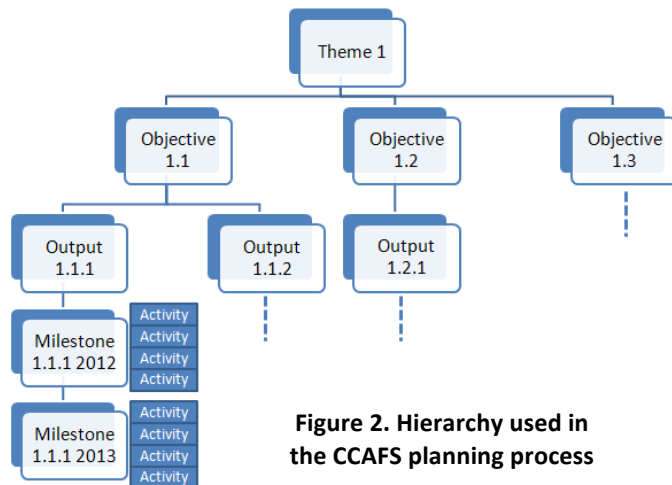 Theme 1
Objective
1.1
Objective
1.2
Objective
1.3
Output
1.1.1
Output
1.1.2
Output
1.2.1
Milestone
1.1.1 2012
Activity
Activity
Activity
Activity
Milestone
1.1.1 2013
Activity
Activity
Activity
Activity
Figure 2. Hierarchy used in
the CCAFS planning process